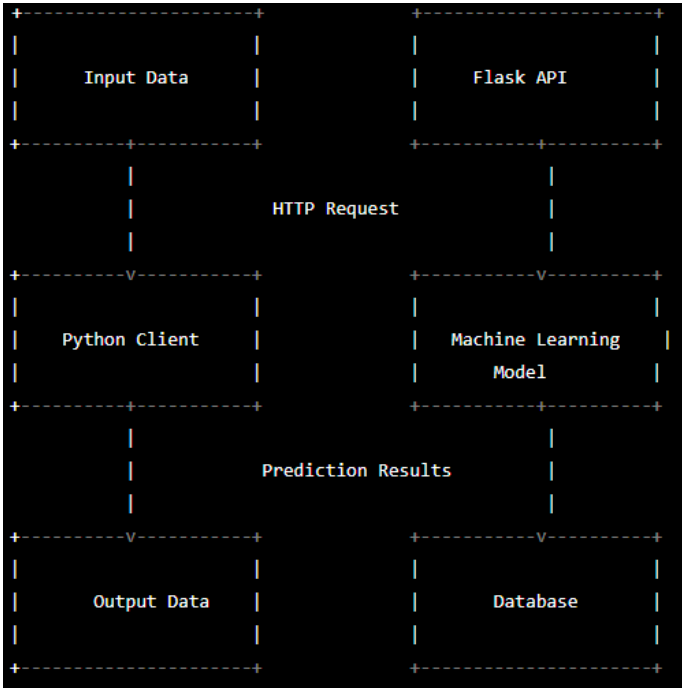 +----------------------+               +----------------------+
|                      |               |                      |
|      Input Data      |               |     Flask API        |
|                      |               |                      |
+----------+-----------+               +-----------+----------+
           |                                        |
           |             HTTP Request               |
           |                                        |
+----------v-----------+               +-----------v----------+
|                      |               |                      |
|    Python Client     |               |   Machine Learning    |
|                      |               |       Model          |
+----------+-----------+               +-----------+----------+
           |                                        |
           |            Prediction Results          |
           |                                        |
+----------v-----------+               +-----------v----------+
|                      |               |                      |
|       Output Data    |               |       Database       |
|                      |               |                      |
+----------------------+               +----------------------+